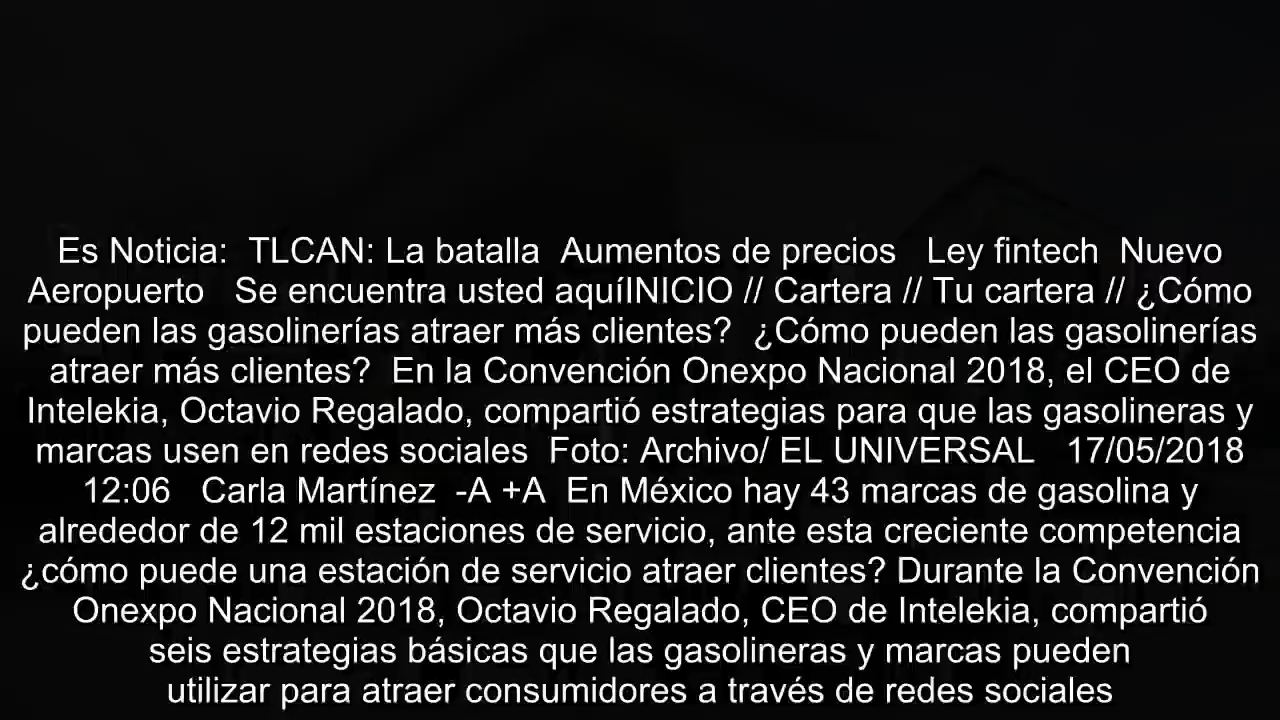 Es Noticia:  TLCAN: La batalla  Aumentos de precios   Ley fintech  Nuevo
Aeropuerto   Se encuentra usted aquíINICIO // Cartera // Tu cartera // ¿Cómo
pueden las gasolinerías atraer más clientes?  ¿Cómo pueden las gasolinerías
atraer más clientes?  En la Convención Onexpo Nacional 2018, el CEO de
Intelekia, Octavio Regalado, compartió estrategias para que las gasolineras y
marcas usen en redes sociales  Foto: Archivo/ EL UNIVERSAL   17/05/2018
12:06   Carla Martínez  -A +A  En México hay 43 marcas de gasolina y
alrededor de 12 mil estaciones de servicio, ante esta creciente competencia
¿cómo puede una estación de servicio atraer clientes? Durante la Convención
Onexpo Nacional 2018, Octavio Regalado, CEO de Intelekia, compartió
seis estrategias básicas que las gasolineras y marcas pueden
utilizar para atraer consumidores a través de redes sociales